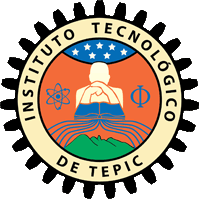 INSTITUTO TECNOLÓGICO
DE TEPIC
Φ